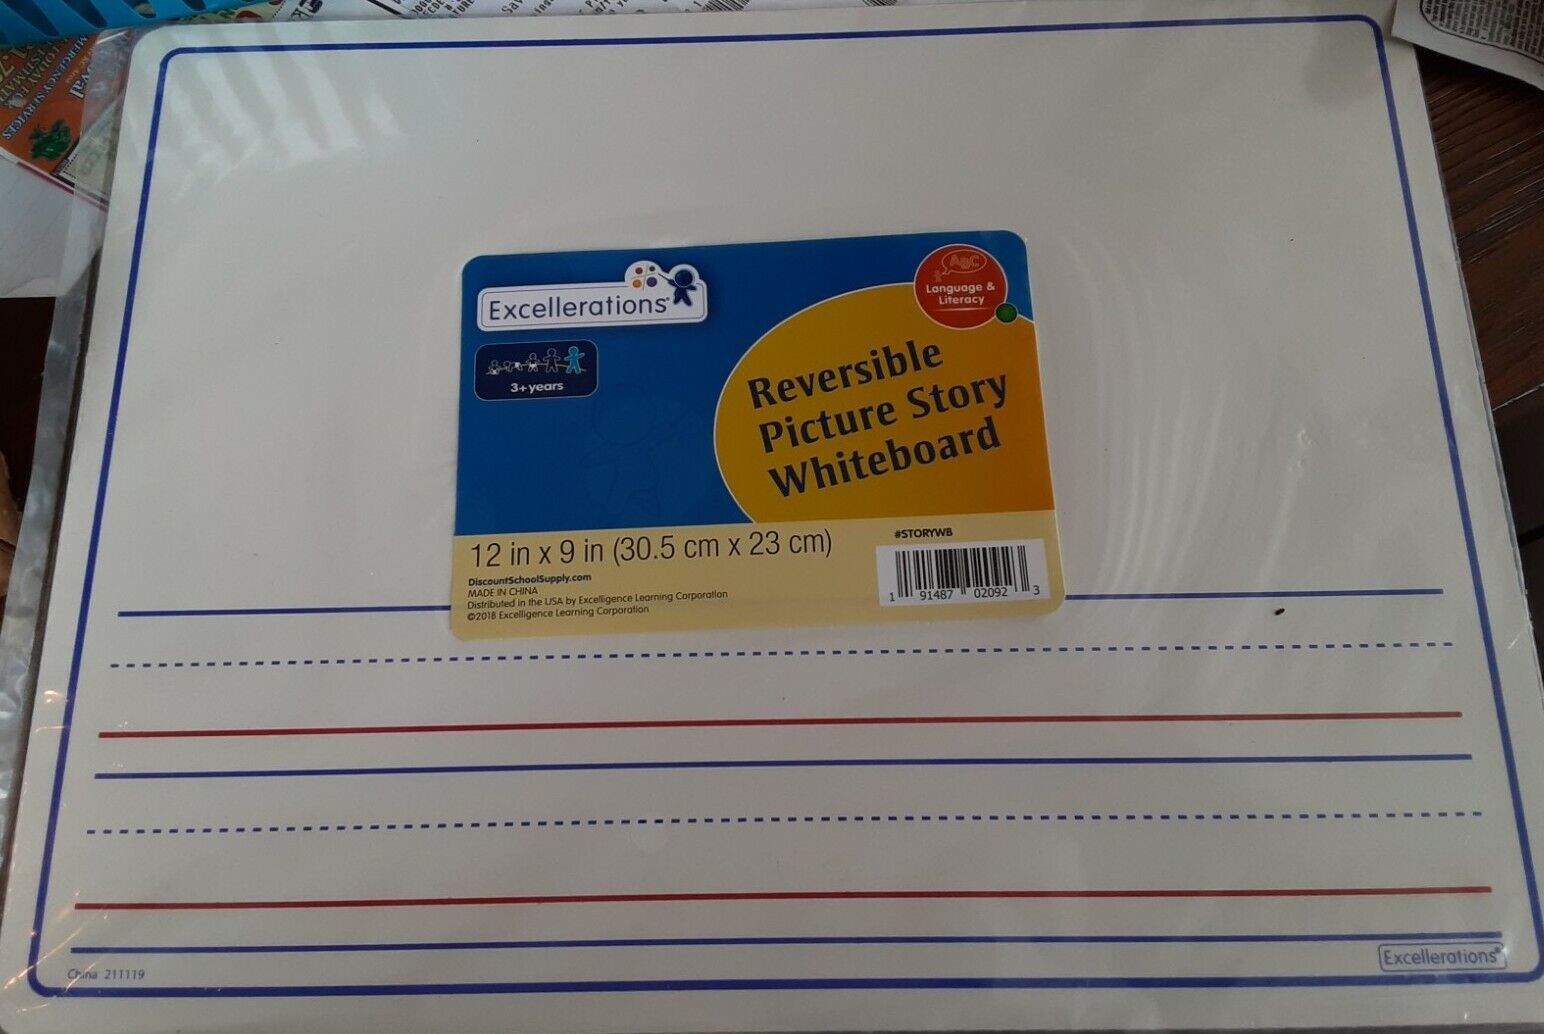 MERGENCY SERVICES
Excellerations®
ABC
Language &
Literacy
3+ years
Reversible
Picture Story
Whiteboard
12 in x 9 in (30.5 cm x 23 cm)
#STORYWB
DiscountSchoolSupply.com
MADE IN CHINA
Distributed in the USA by Excelligence Learning Corporation
©2018 Excelligence Learning Corporation
1 91487 02092 3
China 211119
Excellerations®